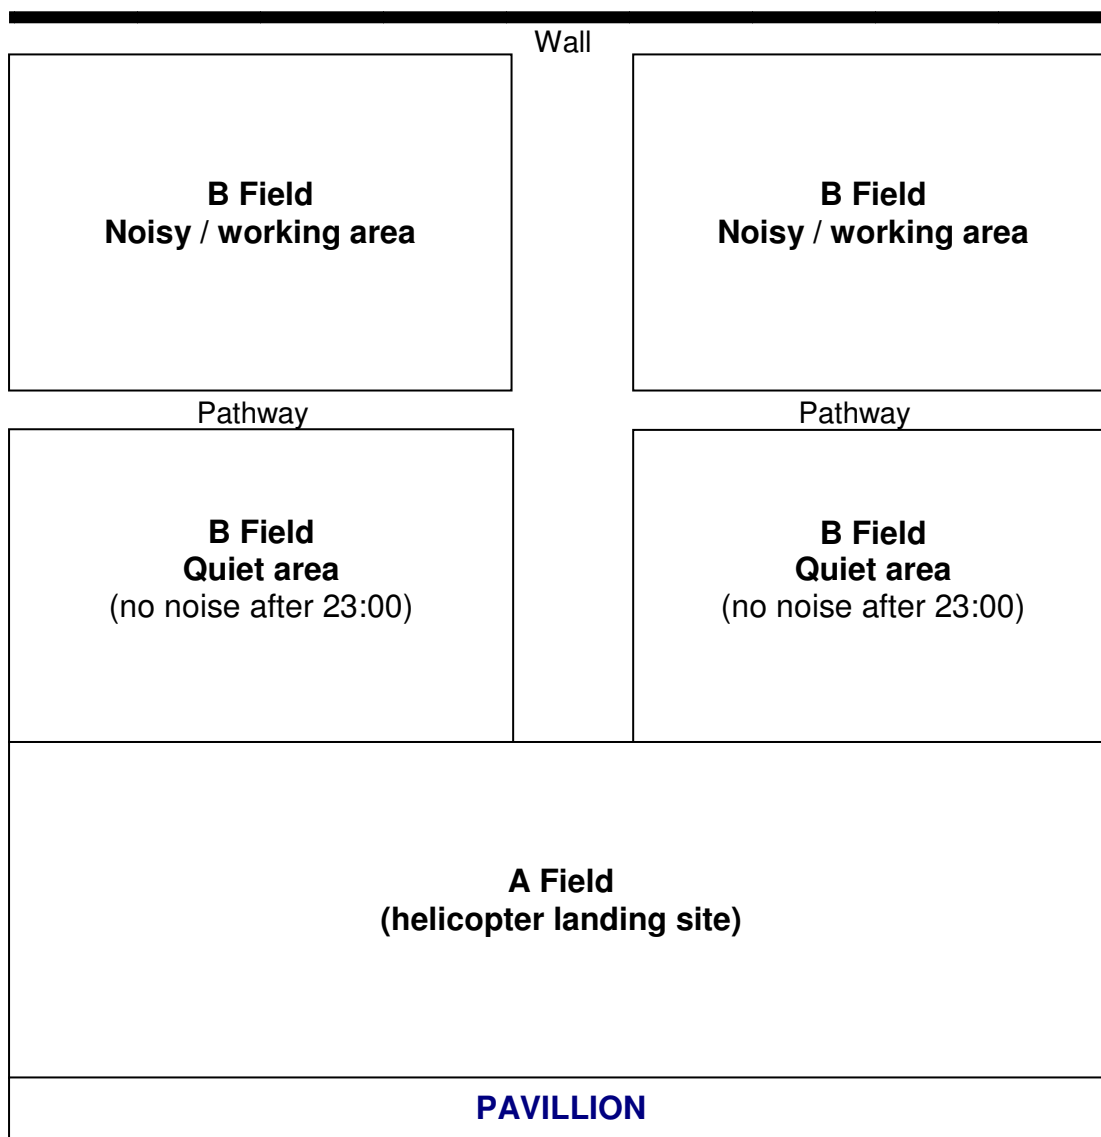 Wall
B Field
Noisy / working area
B Field
Noisy / working area
Pathway
Pathway
B Field
Quiet area
(no noise after 23:00)
B Field
Quiet area
(no noise after 23:00)
A Field
(helicopter landing site)
PAVILLION